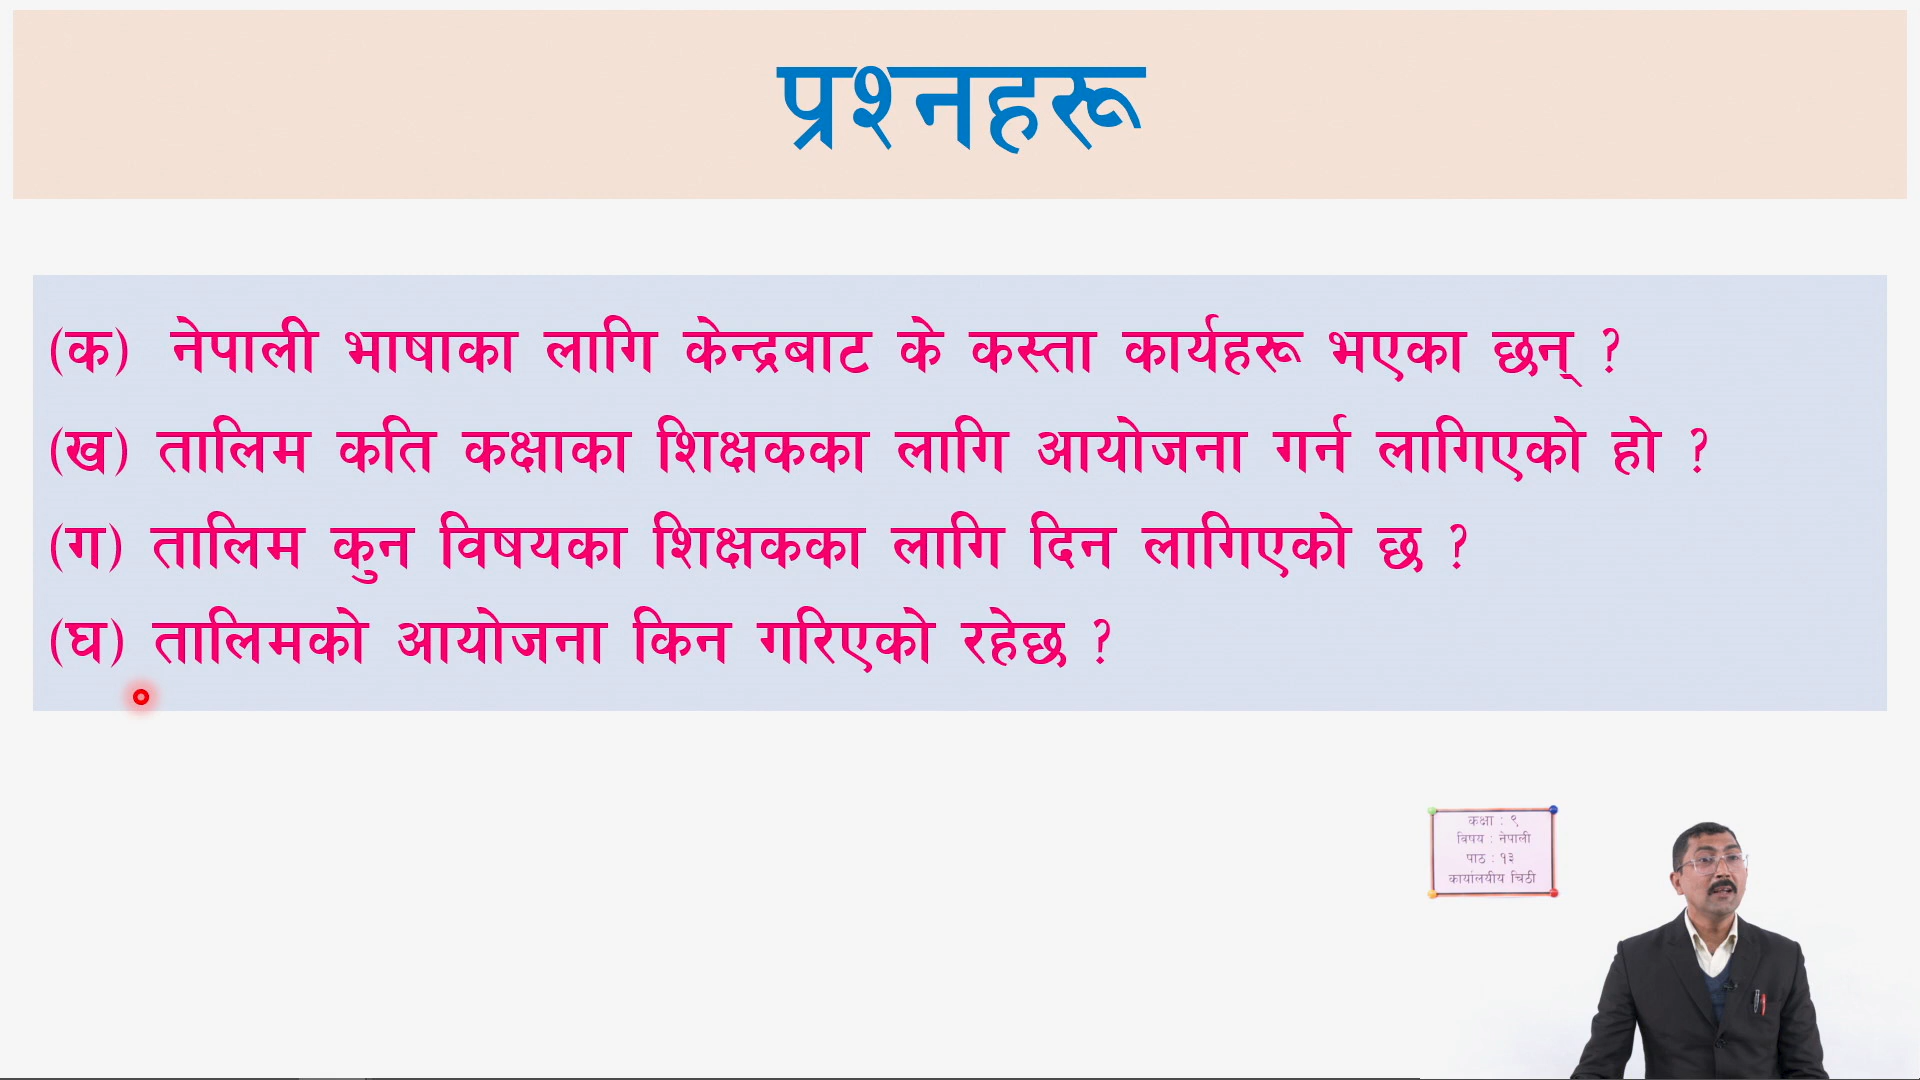 प्रश्नहरू
(क) नेपाली भाषाका लागि केन्द्रबाट के कस्ता कार्यहरू भएका छन् ?
(ख) तालिम कति कक्षाका शिक्षकका लागि आयोजना गर्न लागिएको हो ?
(ग) तालिम कुन विषयका शिक्षकका लागि दिन लागिएको छ ?
(घ) तालिमको आयोजना किन गरिएको रहेछ ?
कक्षा : ९
विषय : नेपाली
पाठ : १३
कार्यालयीय चिठी